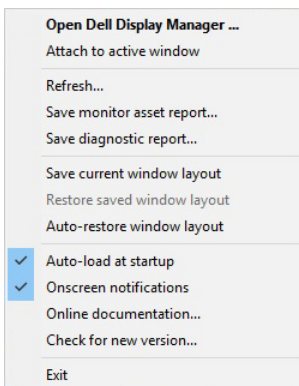 Open Dell Display Manager ...
Attach to active window
Refresh...
Save monitor asset report...
Save diagnostic report...
Save current window layout
Restore saved window layout
Auto-restore window layout
Auto-load at startup
Onscreen notifications
Online documentation...
Check for new version...
Exit